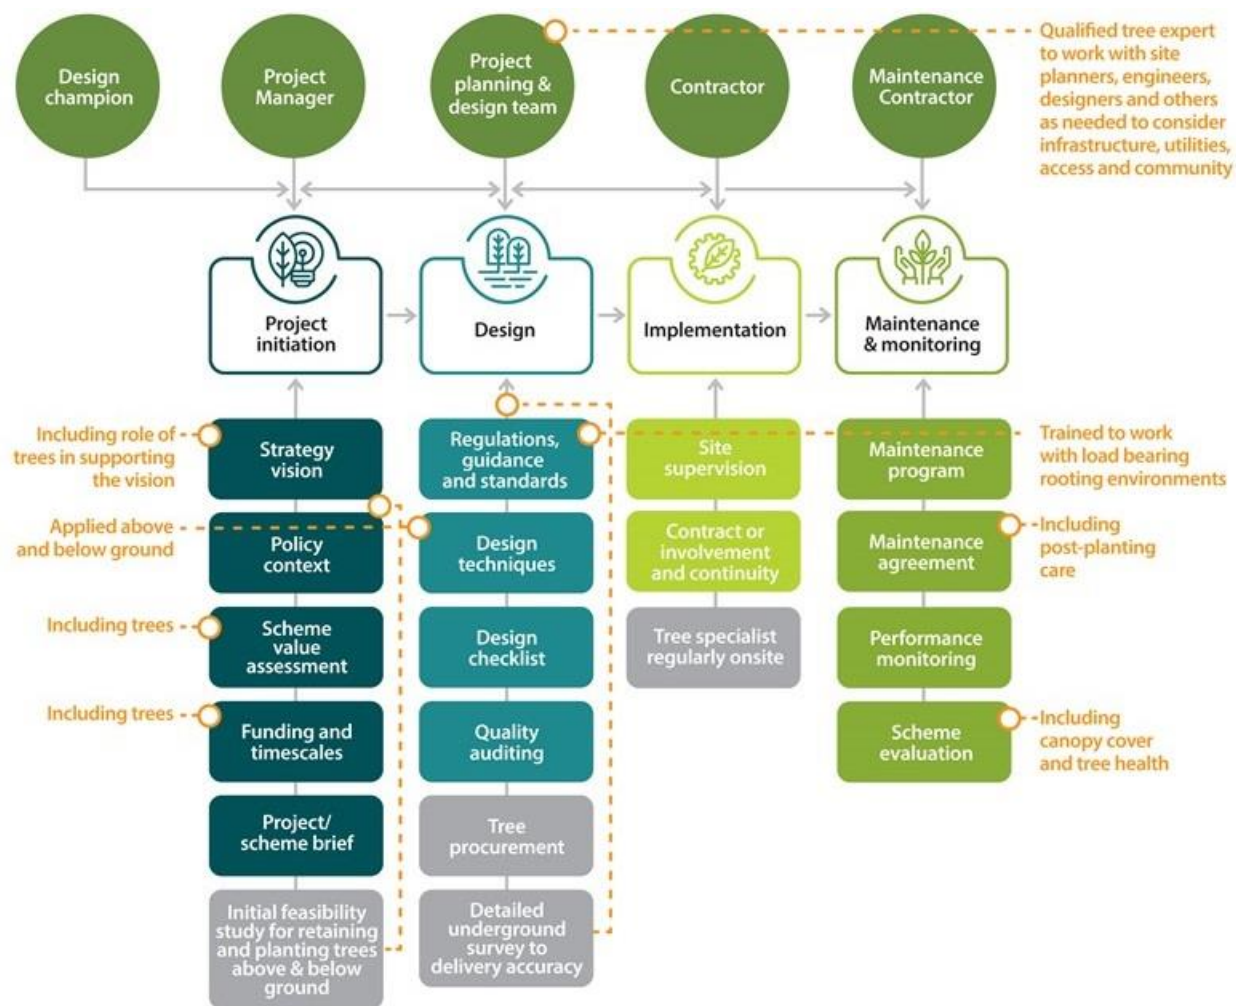 Design
champion
Project
Manager
Project
planning &
design team
Contractor
Maintenance
Contractor
Qualified tree expert
to work with site
planners, engineers,
designers and others
as needed to consider
infrastructure, utilities,
access and community
Project
initiation
Design
Implementation
Maintenance
& monitoring
Including role of
trees in supporting
the vision
Strategy
vision
Regulations,
guidance
and standards
Site
supervision
Maintenance
program
Trained to work
with load bearing
rooting environments
Applied above
and below ground
Policy
context
Design
techniques
Contract or
involvement
and continuity
Maintenance
agreement
Including
post-planting
care
Including trees
Scheme
value
assessment
Design
checklist
Tree specialist
regularly onsite
Performance
monitoring
Including trees
Funding and
timescales
Quality
auditing
Scheme
evaluation
Including
canopy cover
and tree health
Project/
scheme brief
Tree
procurement
Initial feasibility
study for retaining
and planting trees
above & below
ground
Detailed
underground
survey to
delivery accuracy